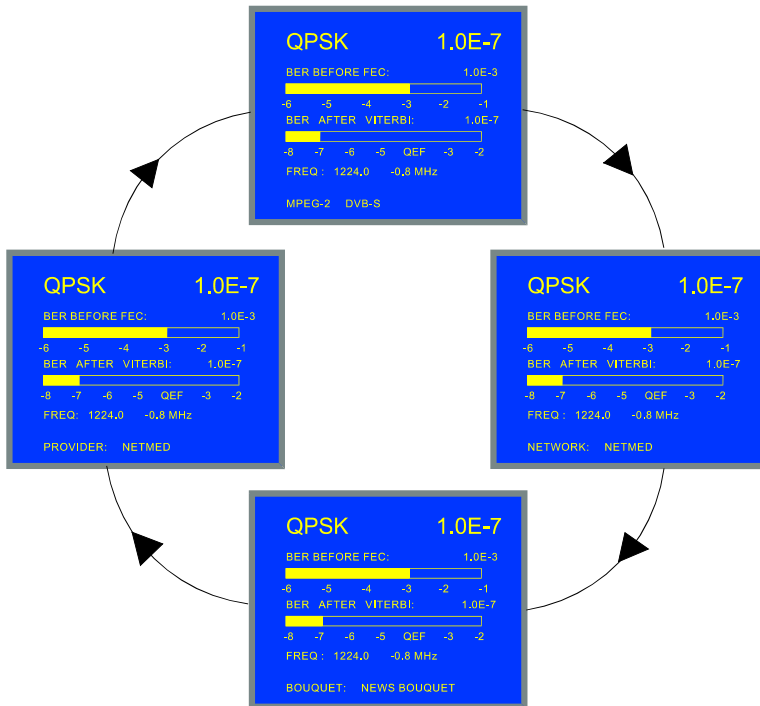 QPSK 1.0E-7
BER BEFORE FEC: 1.0E-3
-6 -5 -4 -3 -2 -1
BER AFTER VITERBI: 1.0E-7
-8 -7 -6 -5 QEF -3 -2
FREQ : 1224.0 -0.8 MHz
MPEG-2 DVB-S
QPSK 1.0E-7
BER BEFORE FEC: 1.0E-3
-6 -5 -4 -3 -2 -1
BER AFTER VITERBI: 1.0E-7
-8 -7 -6 -5 QEF -3 -2
FREQ: 1224.0 -0.8 MHz
PROVIDER: NETMED
QPSK 1.0E-7
BER BEFORE FEC: 1.0E-3
-6 -5 -4 -3 -2 -1
BER AFTER VITERBI: 1.0E-7
-8 -7 -6 -5 QEF -3 -2
FREQ : 1224.0 -0.8 MHz
NETWORK: NETMED
QPSK 1.0E-7
BER BEFORE FEC: 1.0E-3
-6 -5 -4 -3 -2 -1
BER AFTER VITERBI: 1.0E-7
-8 -7 -6 -5 QEF -3 -2
FREQ : 1224.0 -0.8 MHz
BOUQUET: NEWS BOUQUET